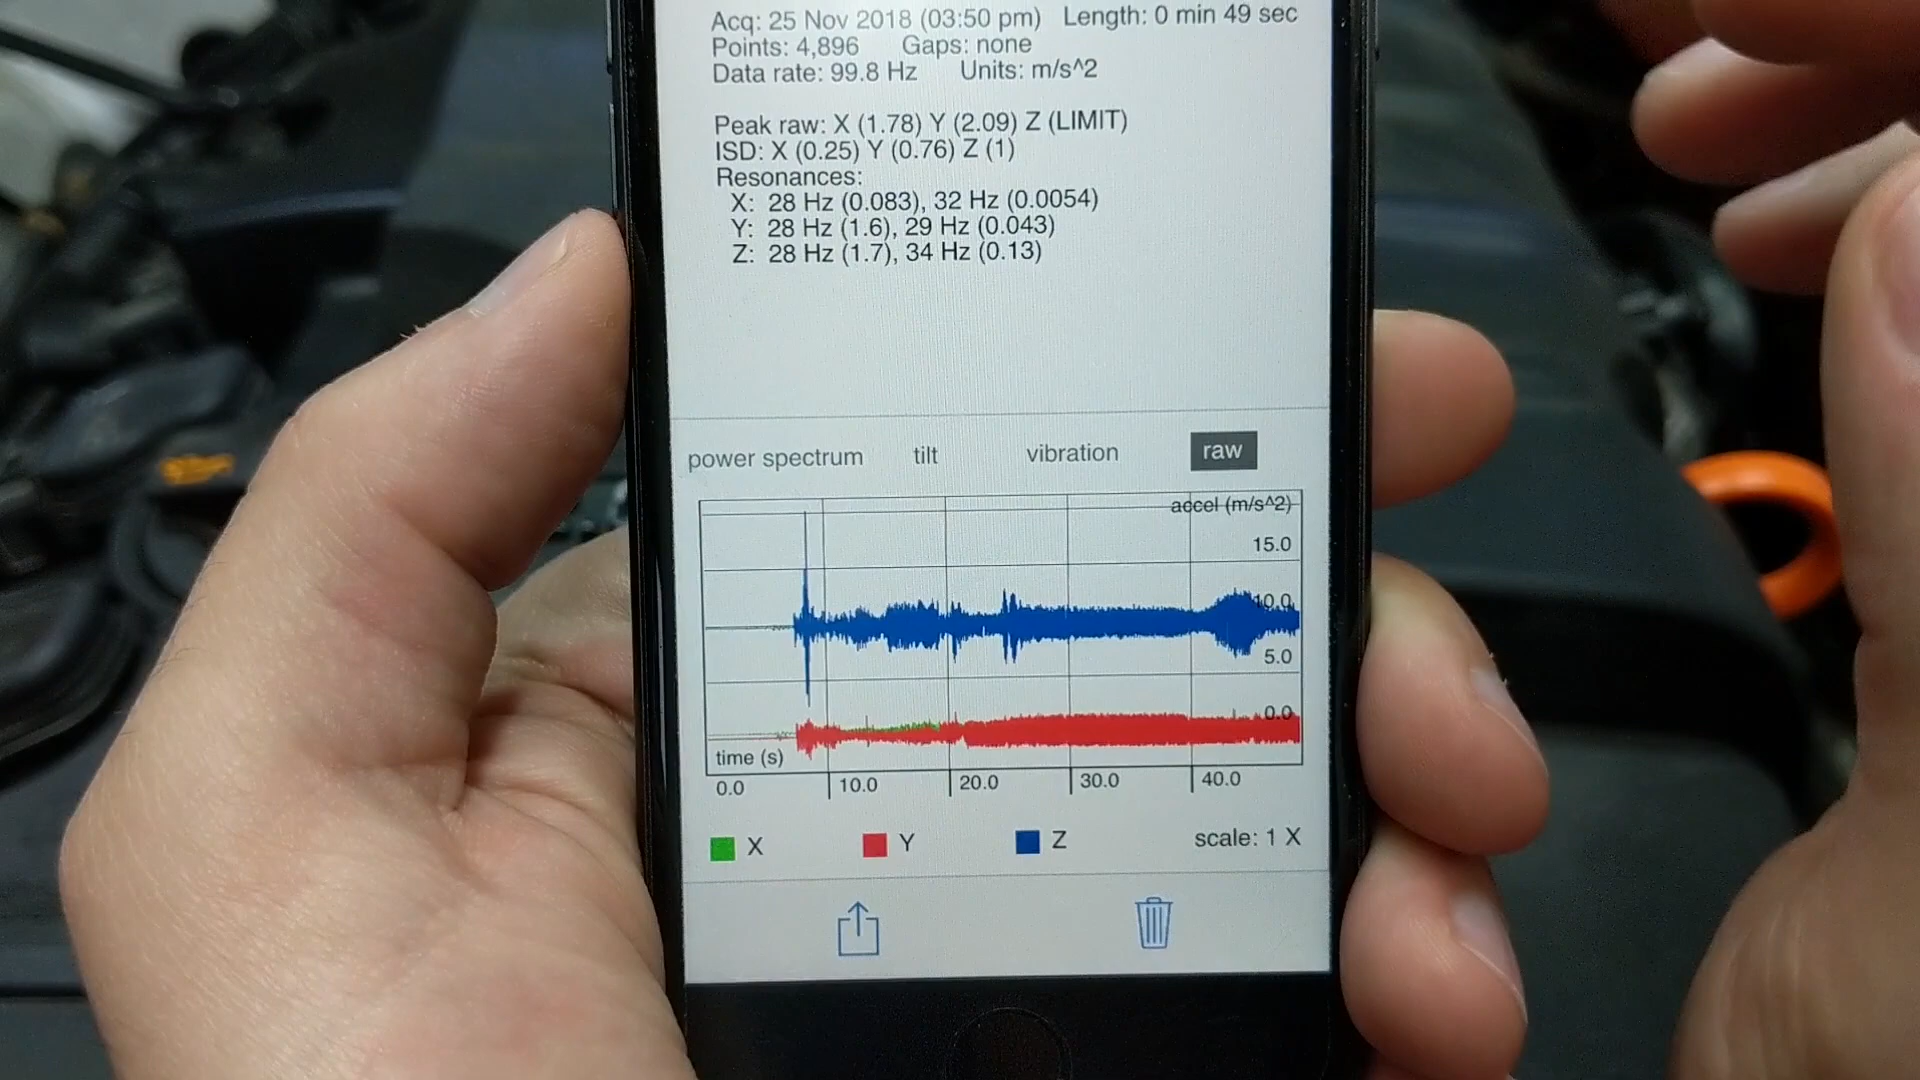 Acq: 25 Nov 2018 (03:50 pm) Length: 0 min 49 sec
Points: 4,896 Gaps: none
Data rate: 99.8 Hz Units: m/s^2
Peak raw: X (1.78) Y (2.09) Z (LIMIT)
ISD: X (0.25) Y (0.76) Z (1)
Resonances:
X: 28 Hz (0.083), 32 Hz (0.0054)
Y: 28 Hz (1.6), 29 Hz (0.043)
Z: 28 Hz (1.7), 34 Hz (0.13)
power spectrum tilt vibration raw
accel (m/s^2)
15.0
10.0
5.0
0.0
time (s)
0.0 10.0 20.0 30.0 40.0
X Y Z scale: 1 X